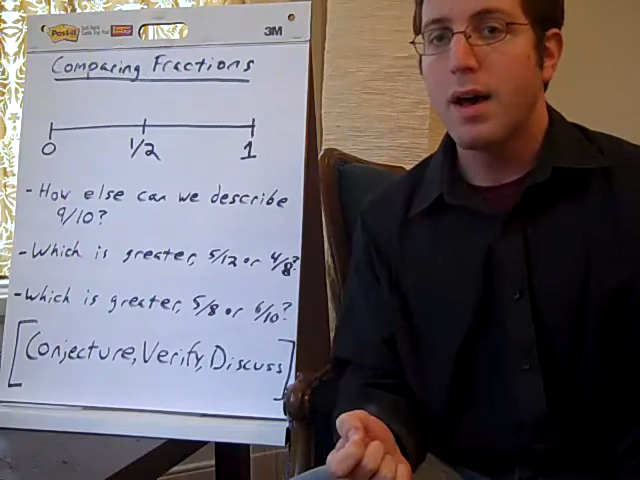 Post-it
3M
Comparing Fractions
0 1/2 1
- How else can we describe
9/10?
- Which is greater, 5/12 or 4/8?
- Which is greater, 5/8 or 6/10?
[Conjecture, Verify, Discuss]